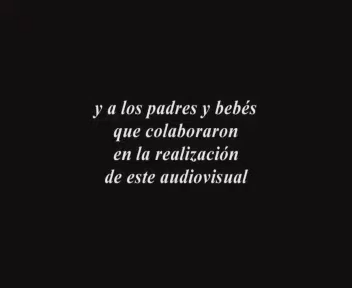 y a los padres y bebés
que colaboraron
en la realización
de este audiovisual